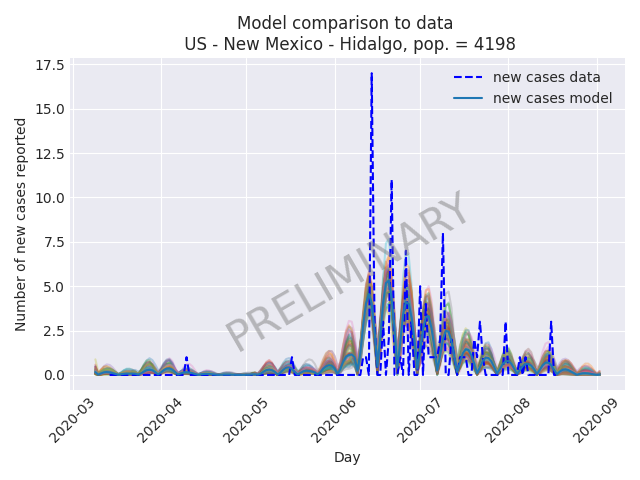 Model comparison to data
US - New Mexico - Hidalgo, pop. = 4198
17.5
15.0
12.5
10.0
7.5
5.0
2.5
0.0
Number of new cases reported
new cases data
new cases model
PRELIMINARY
2020-03
2020-04
2020-05
2020-06
2020-07
2020-08
2020-09
Day